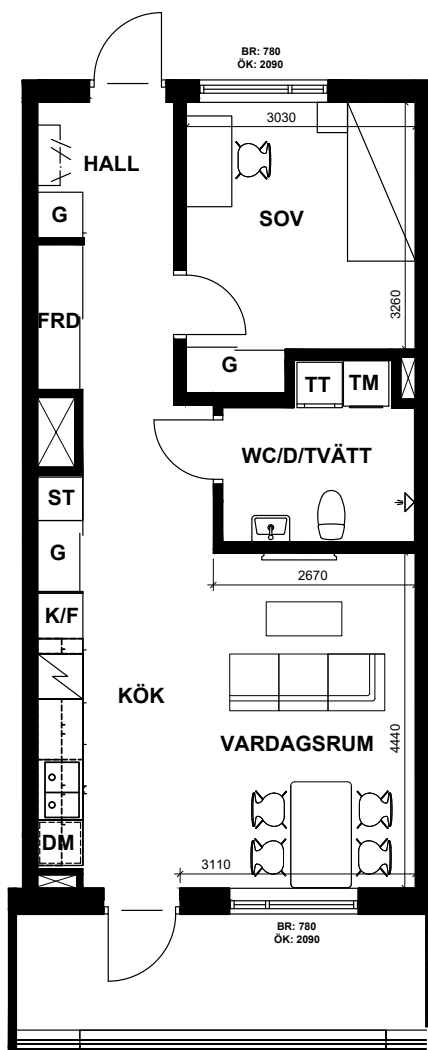 BR: 780
ÖK: 2090
3030
HALL
G
SOV
3260
FRD
G
TT
TM
WC/D/TVÄTT
ST
G
2670
K/F
KÖK
VARDAGSRUM
4440
DM
3110
BR: 780
ÖK: 2090